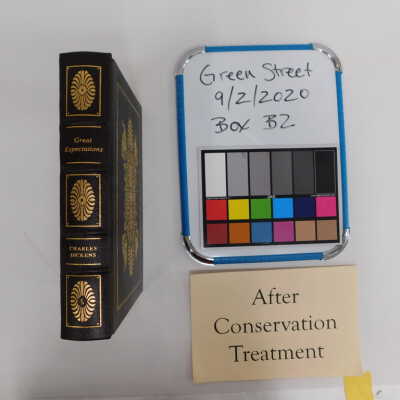 Great
Expectations
CHARLES
DICKENS
Green Street
9/2/2020
Box B2
After
Conservation
Treatment